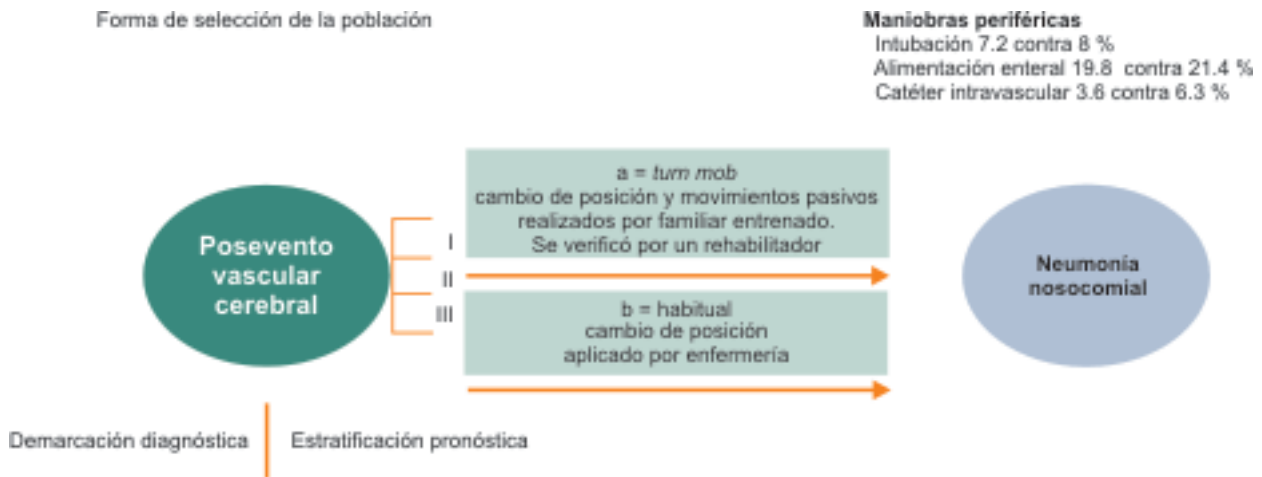 Forma de selección de la población
Maniobras periféricas
Intubación 7.2 contra 8 %
Alimentación enteral 19.8 contra 21.4 %
Catéter intravascular 3.6 contra 6.3 %
Posevento
vascular
cerebral
I
II
III
a = turn mob
cambio de posición y movimientos pasivos
realizados por familiar entrenado.
Se verificó por un rehabilitador
b = habitual
cambio de posición
aplicado por enfermería
Neumonía
nosocomial
Demarcación diagnóstica
Estratificación pronóstica